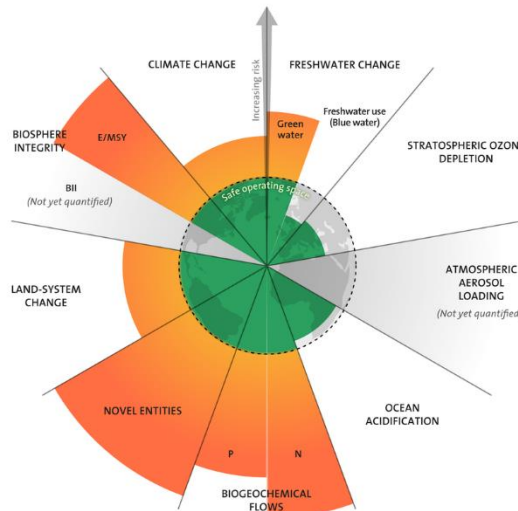 CLIMATE CHANGE
FRESHWATER CHANGE
Increasing risk
Green
water
Freshwater use
(Blue water)
STRATOSPHERIC OZON
DEPLETION
BIOSPHERE
INTEGRITY
E/MSY
BII
(Not yet quantified)
Safe operating space
LAND-SYSTEM
CHANGE
ATMOSPHERIC
AEROSOL
LOADING
(Not yet quantified
NOVEL ENTITIES
OCEAN
ACIDIFICATION
P
N
BIOGEOCHEMICAL
FLOWS